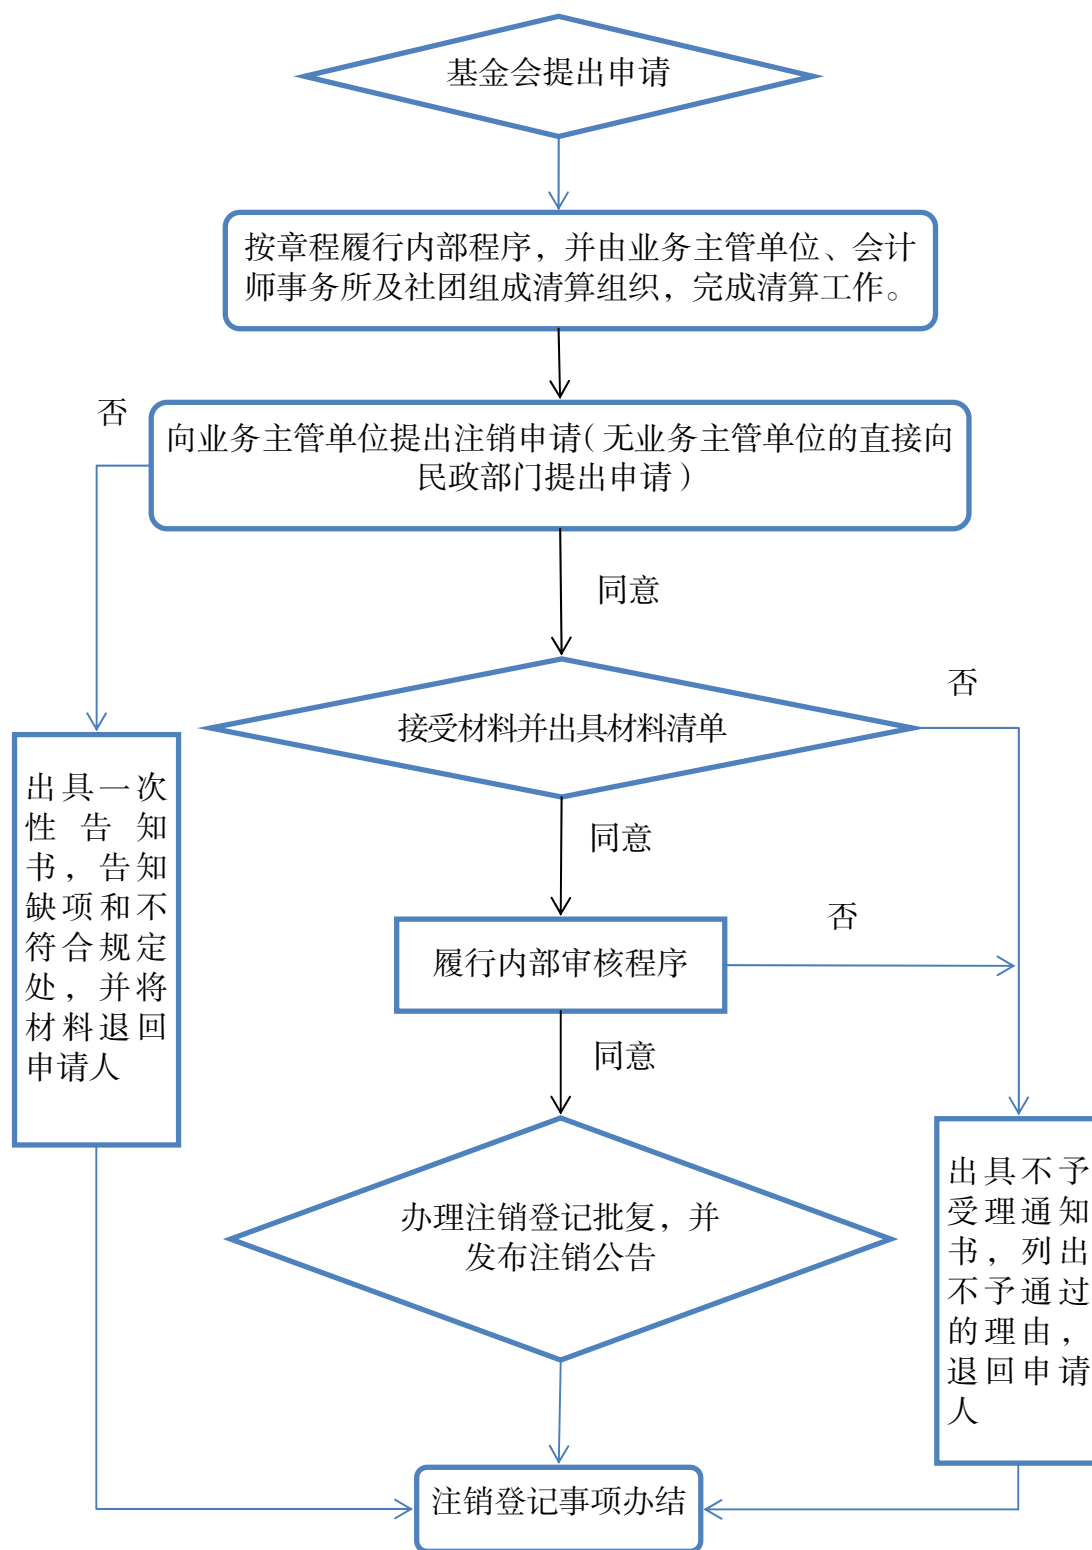 基金会提出申请
按章程履行内部程序，并由业务主管单位、会计
师事务所及社团组成清算组织，完成清算工作。
否
向业务主管单位提出注销申请（无业务主管单位的直接向
民政部门提出申请）
同意
否
接受材料并出具材料清单
出具一次
性告知
书，告知
缺项和不
符合规定
处，并将
材料退回
申请人
同意
否
履行内部审核程序
同意
出具不予
受理通知
书，列出
不予通过
的理由，
退回申请
人
办理注销登记批复，并
发布注销公告
注销登记事项办结